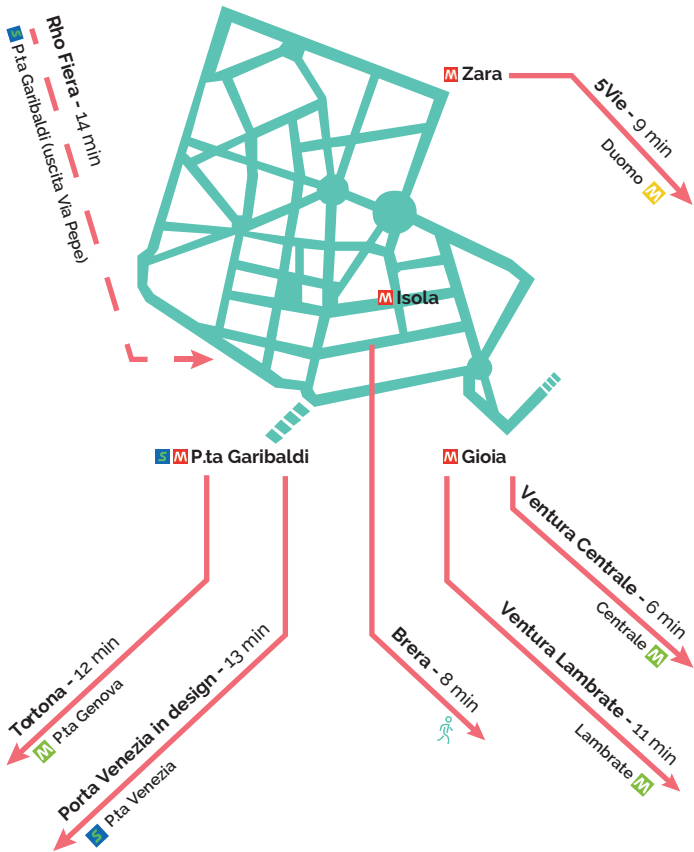 Rho Fiera - 14 min
S P.ta Garibaldi (uscita Via Pepe)
M Zara
5Vie - 9 min
Duomo M
M Isola
S M P.ta Garibaldi
M Gioia
Ventura Centrale - 6 min
Centrale M
Ventura Lambrate - 11 min
Lambrate M
Brera - 8 min
Tortona - 12 min
M P.ta Genova
Porta Venezia in design - 13 min
S P.ta Venezia